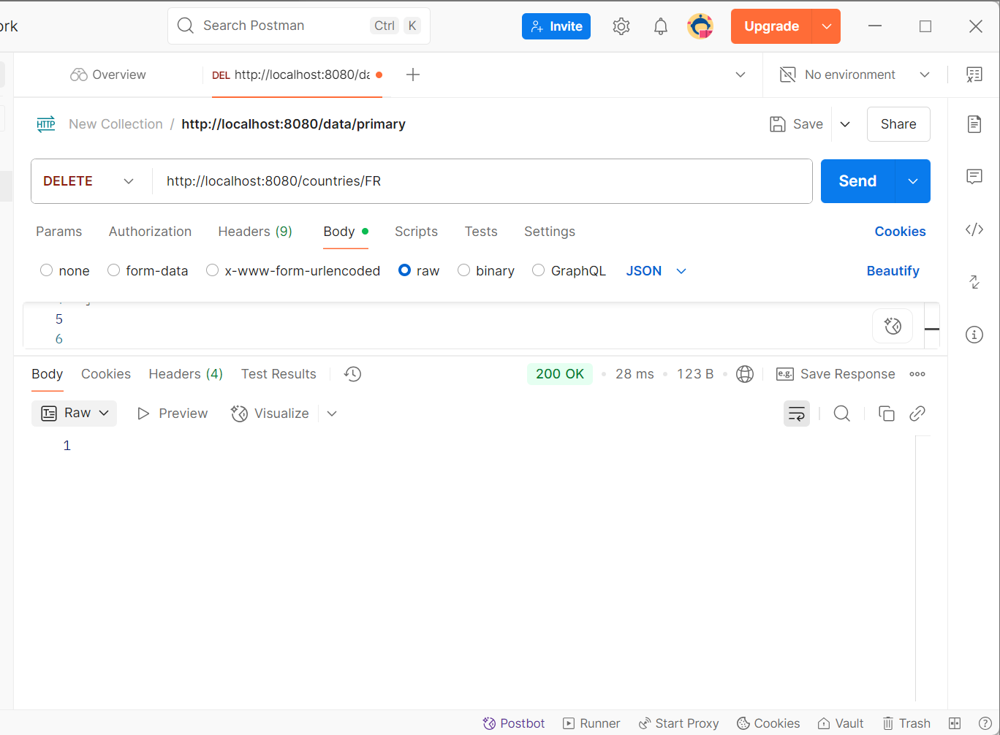 ork
Search Postman Ctrl K Invite Upgrade
Overview DEL http://localhost:8080/da No environment
HTTP New Collection / http://localhost:8080/data/primary Save Share
DELETE http://localhost:8080/countries/FR Send
Params Authorization Headers (9) Body Scripts Tests Settings Cookies
none form-data x-www-form-urlencoded raw binary GraphQL JSON Beautify
5
6
Body Cookies Headers (4) Test Results 200 OK 28 ms 123 B e.g. Save Response
Raw Preview Visualize
1
Postbot Runner Start Proxy Cookies Vault Trash